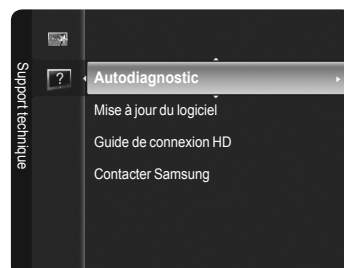 Support technique
?
Autodiagnostic
Mise à jour du logiciel
Guide de connexion HD
Contacter Samsung